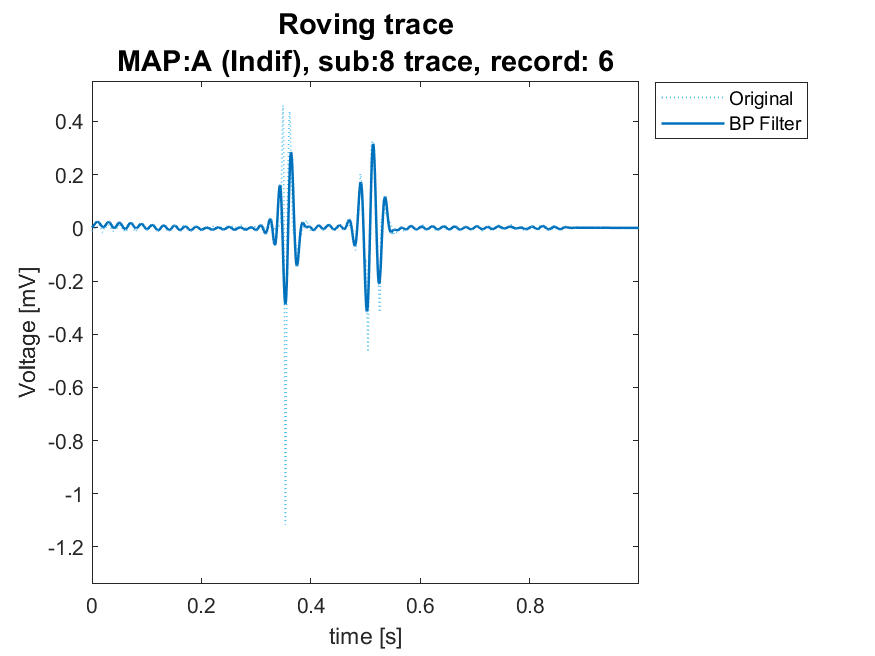 Roving trace
MAP:A (Indif), sub:8 trace, record: 6
Original
BP Filter
0.4
0.2
0
-0.2
-0.4
-0.6
-0.8
-1
-1.2
Voltage [mV]
0
0.2
0.4
0.6
0.8
time [s]